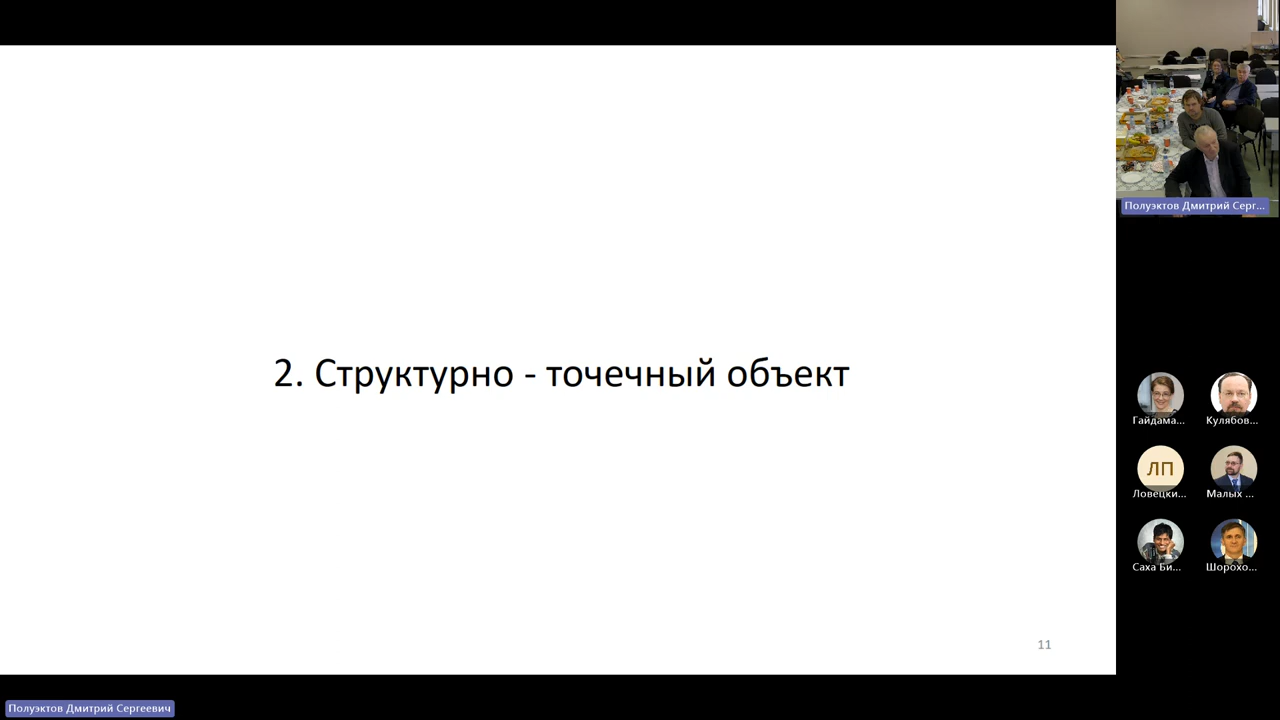 2. Структурно - точечный объект
11
Полуэктов Дмитрий Серг...
Гайдама...
Кулябов...
ЛП
Ловецки...
Малых ...
Саха Би...
Шорохо...
Полуэктов Дмитрий Сергеевич